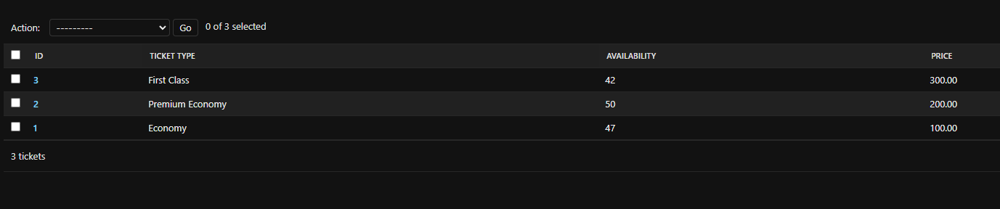 Action: --------- Go 0 of 3 selected
ID TICKET TYPE AVAILABILITY PRICE
3 First Class 42 300.00
2 Premium Economy 50 200.00
1 Economy 47 100.00
3 tickets